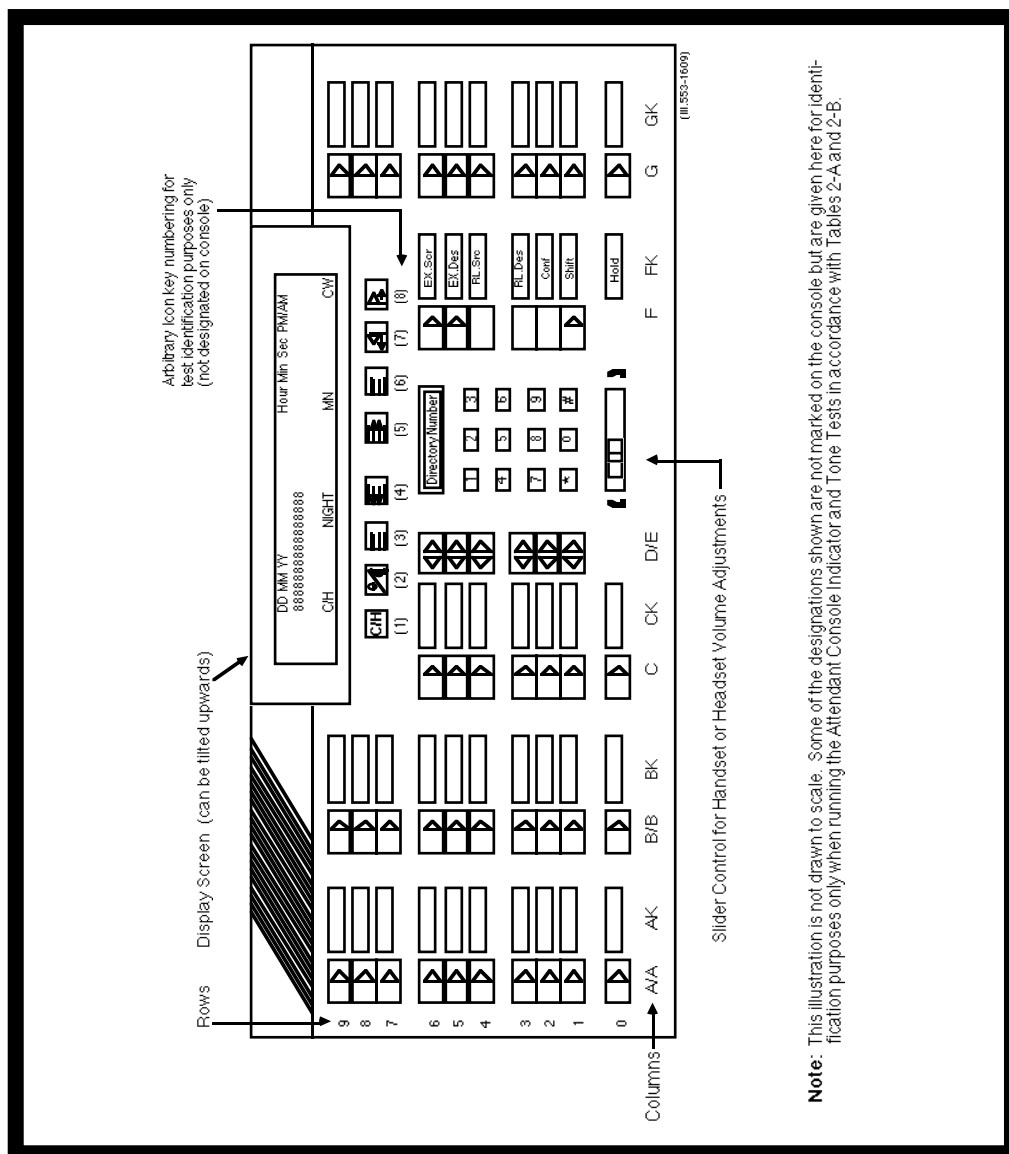 Rows
Display Screen (can be tilted upwards)
Arbitrary Icon key numbering for
test identification purposes only
(not designated on console)
DD MM YY
Hour Min Sec PM/AM
8888888888888888
C/H
NIGHT
MN
CW
C/H
(1)
(2)
(3)
(4)
(5)
(6)
(7)
(8)
9
8
7
6
5
4
3
2
1
0
Directory Number
1 2 3
4 5 6
7 8 9
* 0 #
EX.Scr
EX.Des
RL.Src
RL.Des
Conf
Shift
Hold
A/A
AK
B/B
BK
C
CK
D/E
F
FK
G
GK
Columns
(Ill.553-1609)
Slider Control for Handset or Headset Volume Adjustments
Note: This illustration is not drawn to scale. Some of the designations shown are not marked on the console but are given here for identi-
fication purposes only when running the Attendant Console Indicator and Tone Tests in accordance with Tables 2-A and 2-B.